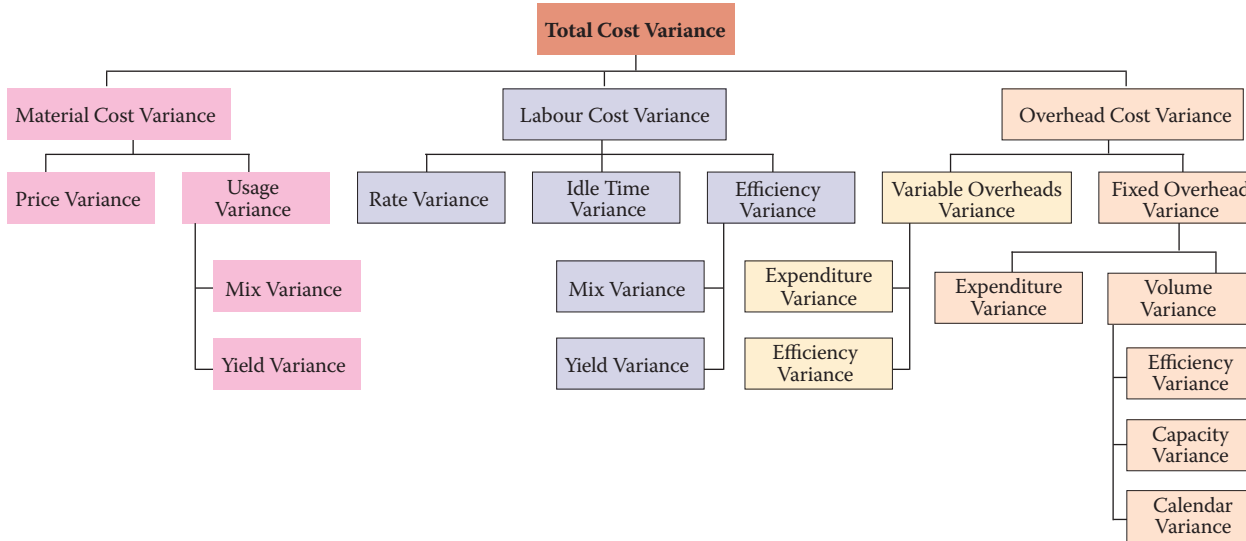 Total Cost Variance
Material Cost Variance
Labour Cost Variance
Overhead Cost Variance
Price Variance
Usage
Variance
Rate Variance
Idle Time
Variance
Efficiency
Variance
Variable Overheads
Variance
Fixed Overhead
Variance
Mix Variance
Mix Variance
Expenditure
Variance
Expenditure
Variance
Volume
Variance
Yield Variance
Yield Variance
Efficiency
Variance
Efficiency
Variance
Capacity
Variance
Calendar
Variance